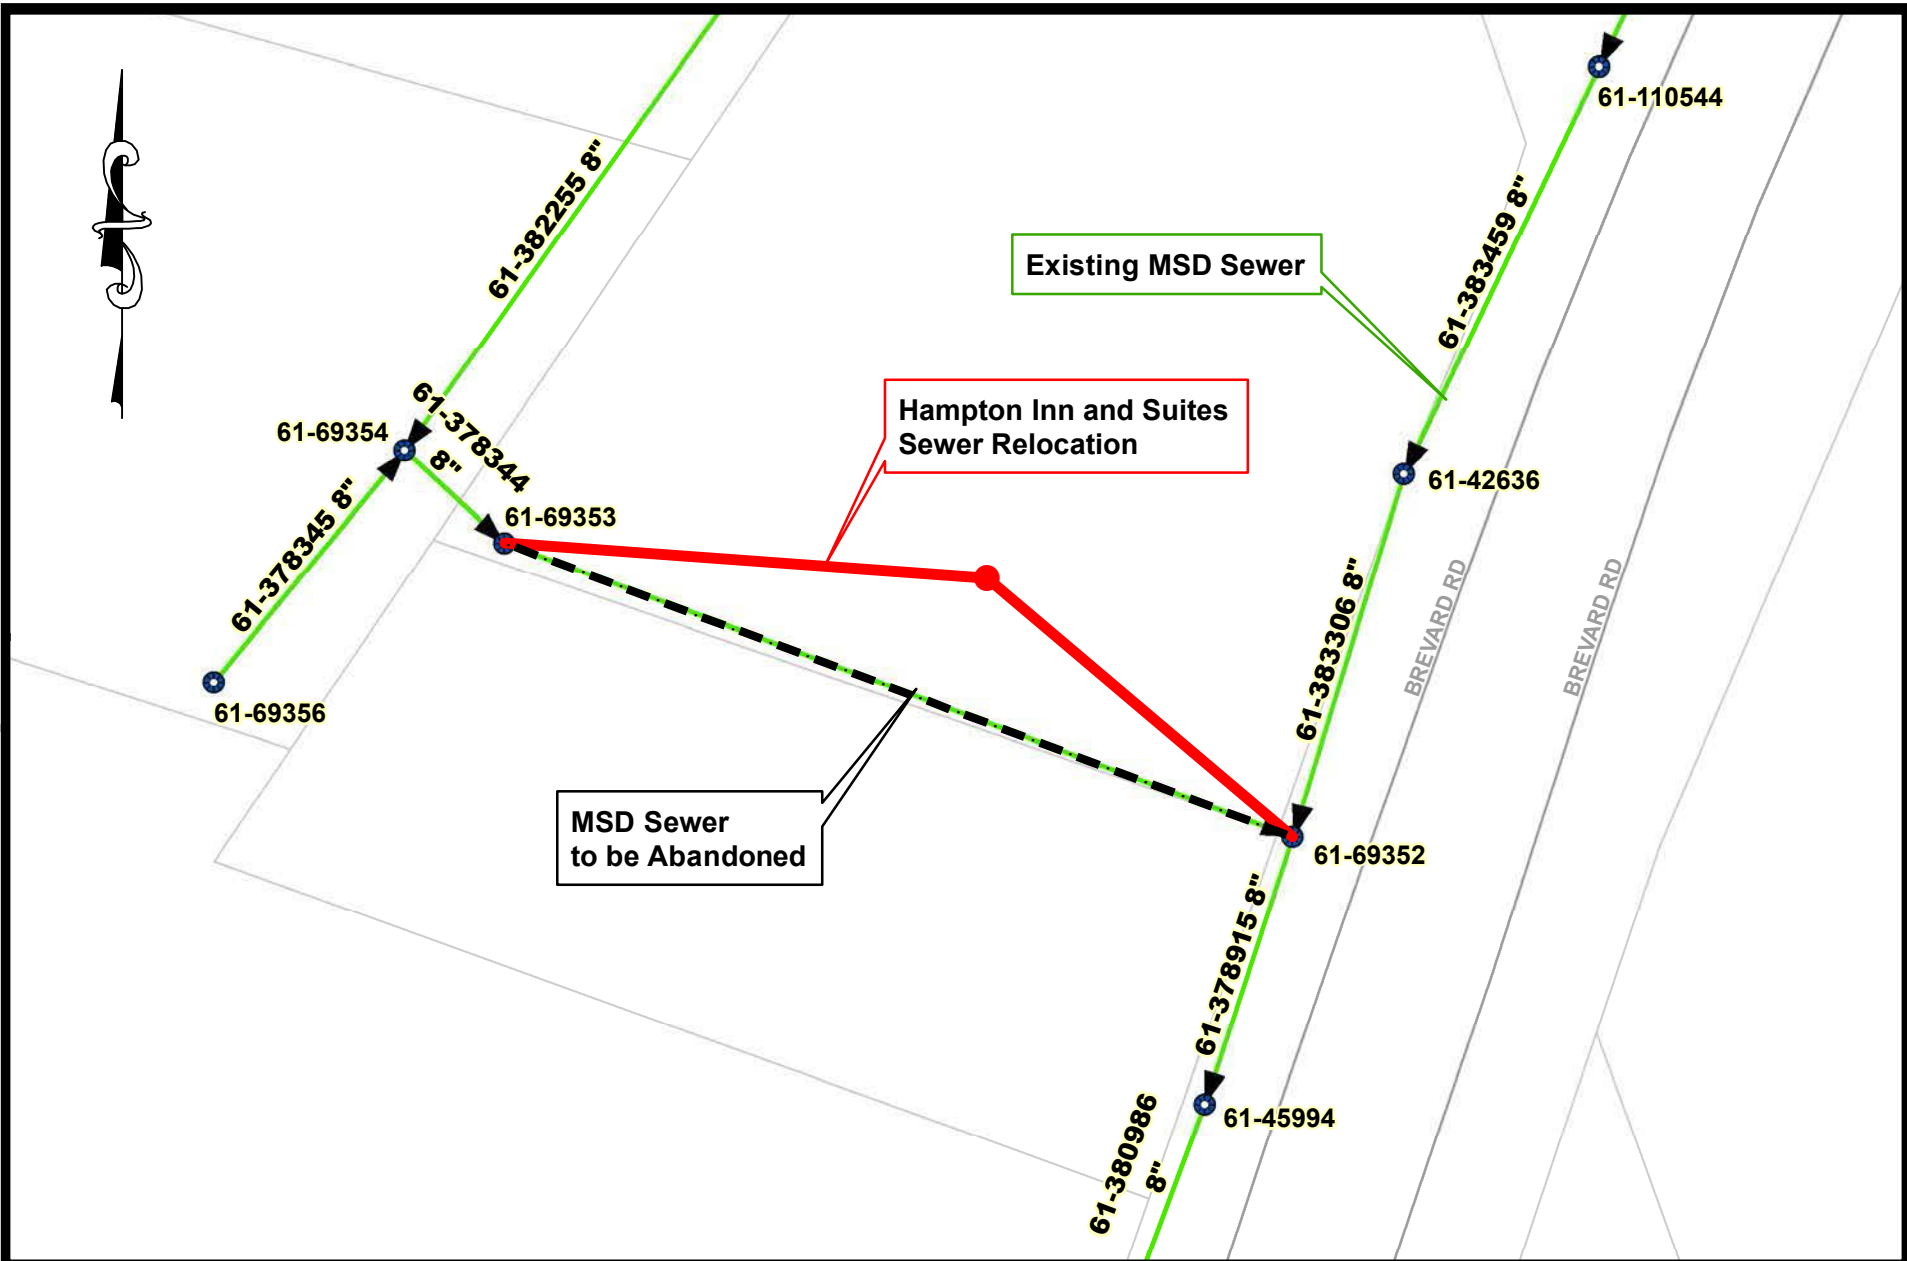 61-110544
61-382255 8"
61-383459 8"
Existing MSD Sewer
Hampton Inn and Suites
Sewer Relocation
61-69354
61-378344
8"
61-42636
61-69353
61-378345 8"
61-383306 8"
BREVARD RD
BREVARD RD
61-69356
MSD Sewer
to be Abandoned
61-69352
61-378915 8"
61-45994
61-380986
8"